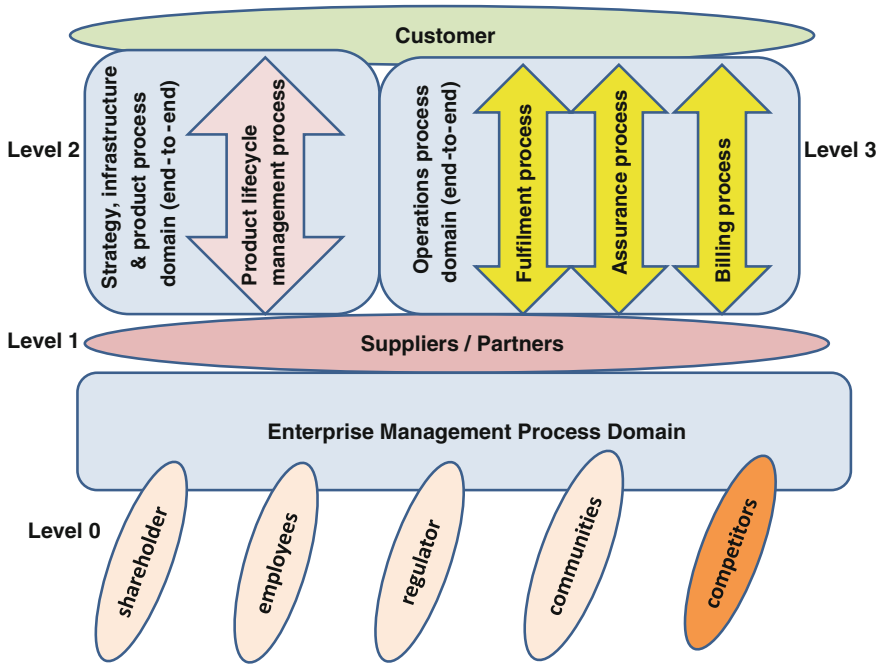 Customer
Level 2
Strategy, infrastructure
& product process
domain (end-to-end)
Product lifecycle
management process
Operations process
domain (end-to-end)
Fulfilment process
Assurance process
Billing process
Level 3
Level 1
Suppliers / Partners
Enterprise Management Process Domain
Level 0
shareholder
employees
regulator
communities
competitors